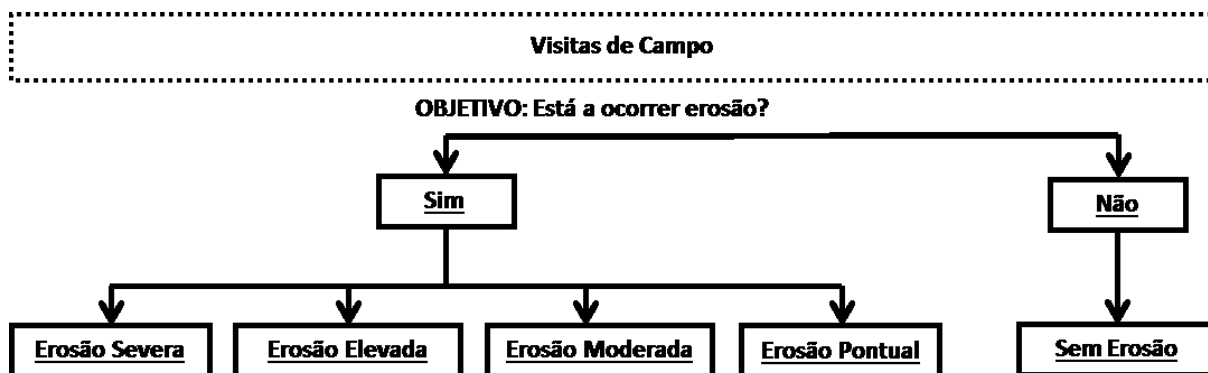 Visitas de Campo
OBJETIVO: Está a ocorrer erosão?
Sim
Não
Erosão Severa
Erosão Elevada
Erosão Moderada
Erosão Pontual
Sem Erosão